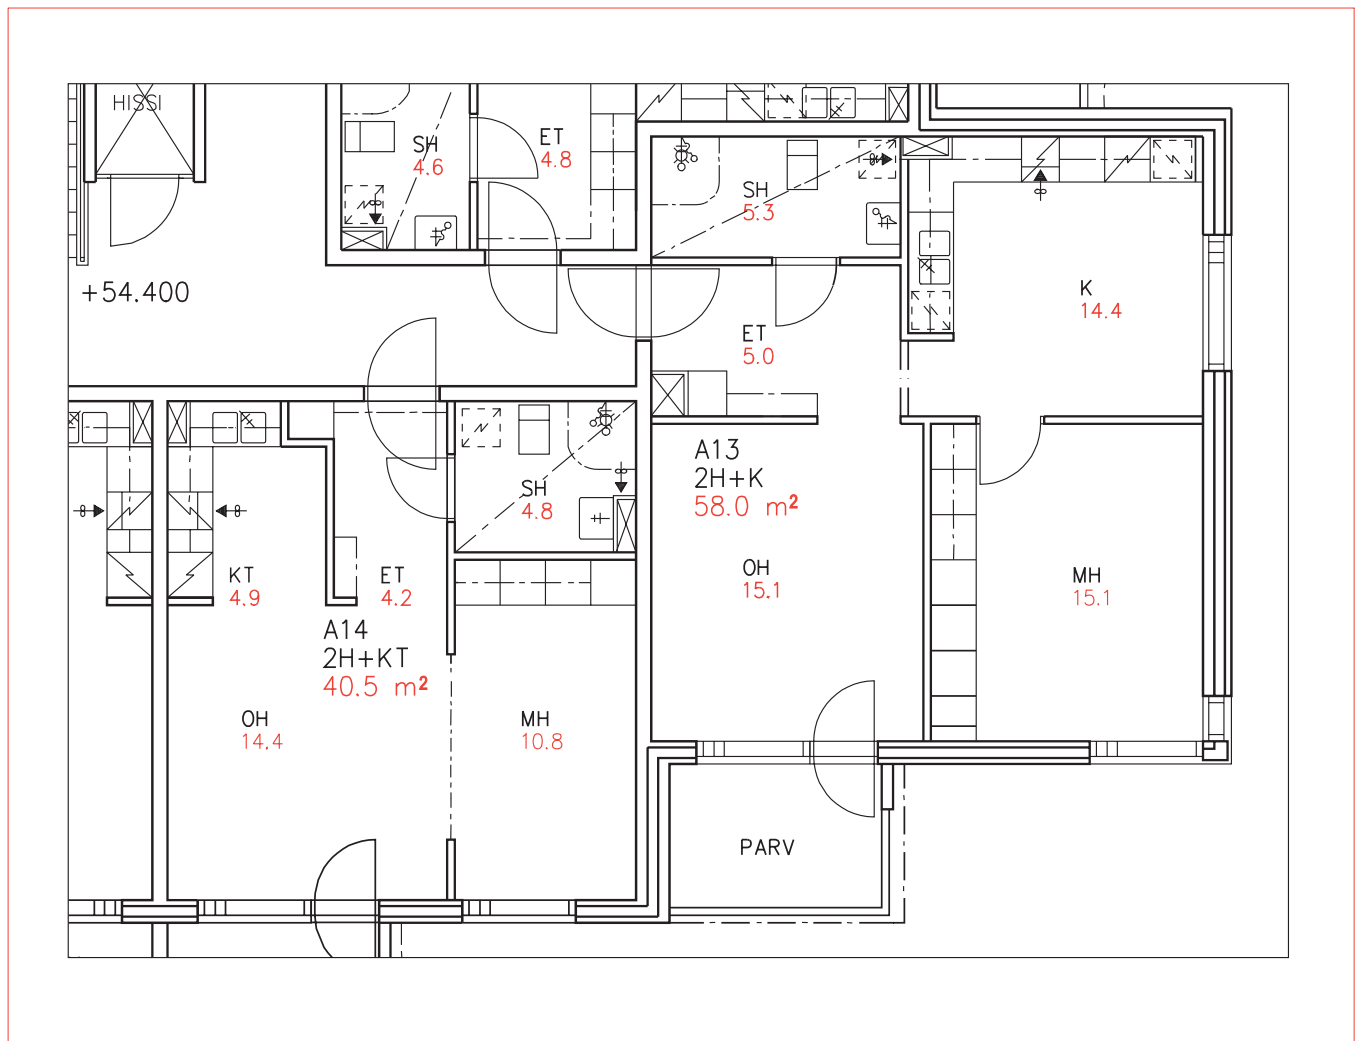 HISSI
SH
4.6
ET
4.8
SH
5.3
+54.400
K
14.4
ET
5.0
A13
2H+K
58.0 m²
SH
4.8
OH
15.1
MH
15.1
KT
4.9
ET
4.2
A14
2H+KT
40.5 m²
OH
14.4
MH
10.8
PARV